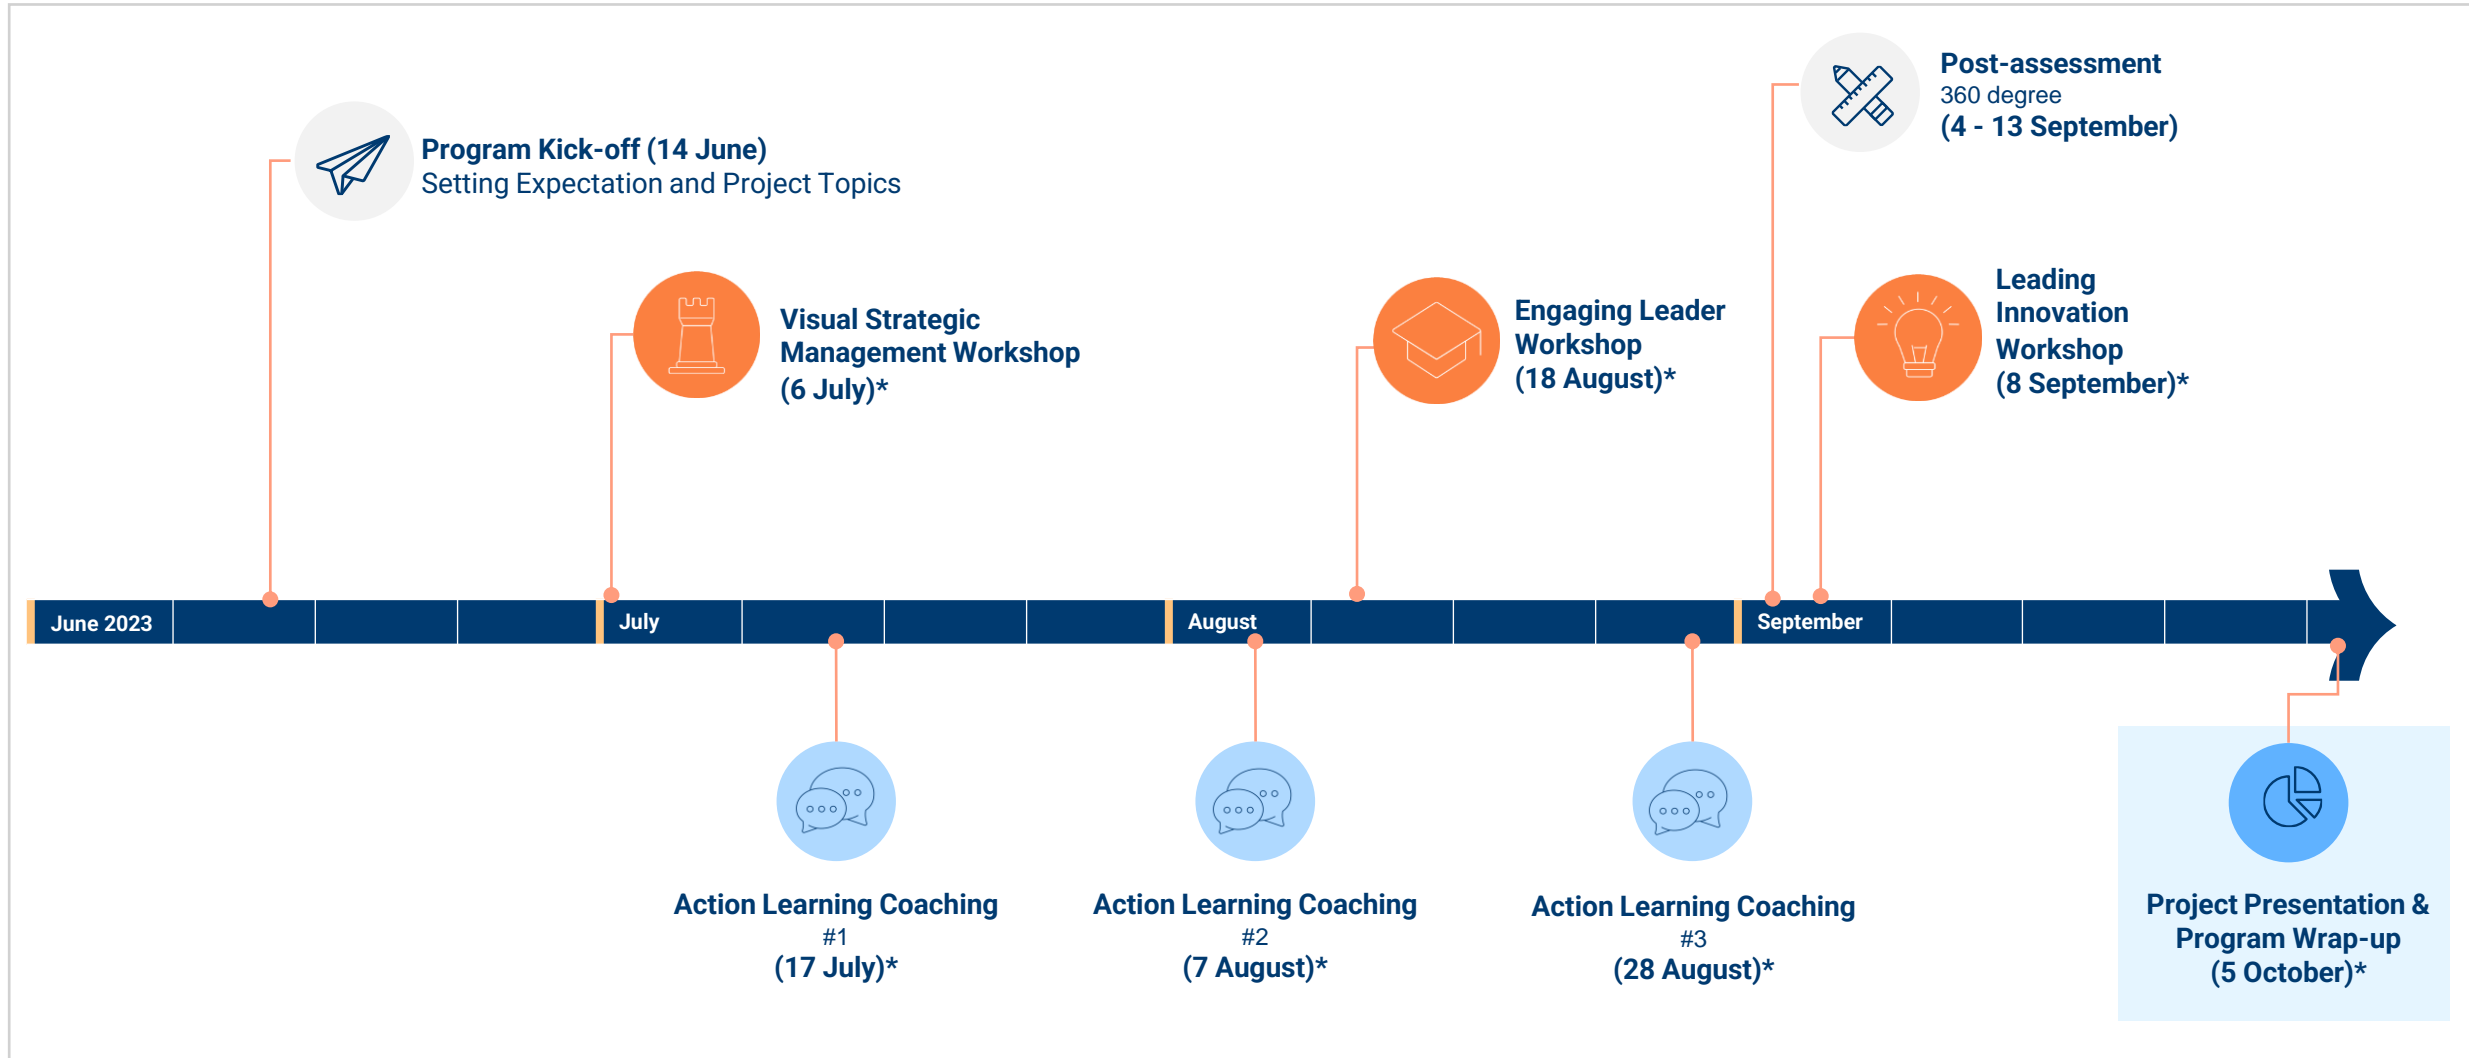 Program Kick-off (14 June)
Setting Expectation and Project Topics
Visual Strategic
Management Workshop
(6 July)*
Engaging Leader
Workshop
(18 August)*
Post-assessment
360 degree
(4 - 13 September)
Leading
Innovation
Workshop
(8 September)*
June 2023
July
August
September
Action Learning Coaching
#1
(17 July)*
Action Learning Coaching
#2
(7 August)*
Action Learning Coaching
#3
(28 August)*
Project Presentation &
Program Wrap-up
(5 October)*